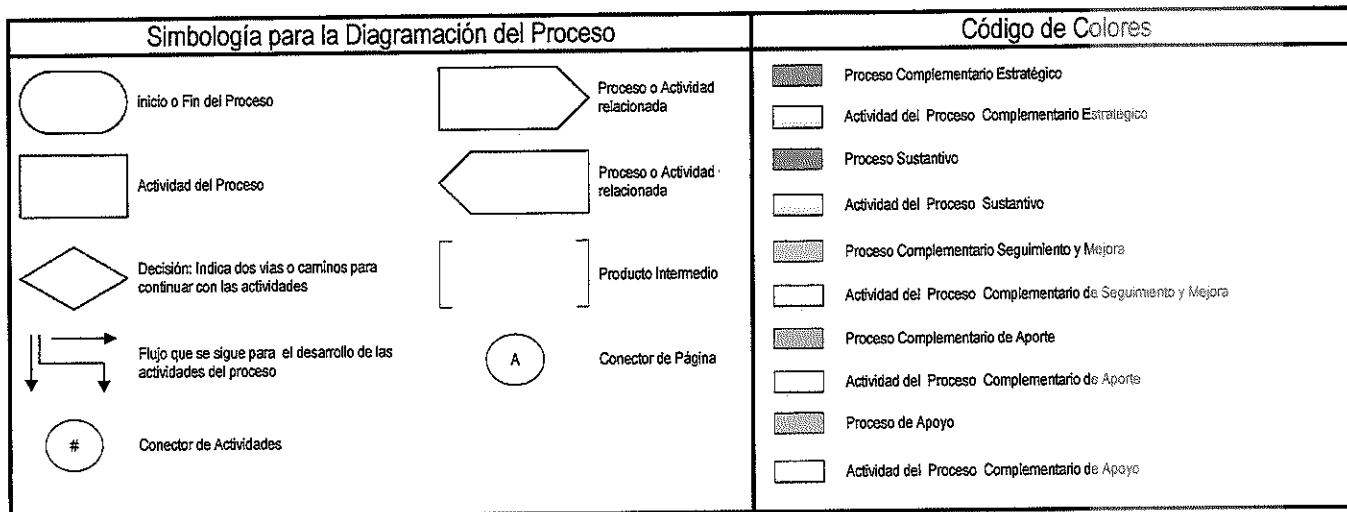 Simbología para la Diagramación del Proceso
inicio o Fin del Proceso
Actividad del Proceso
Decisión: Indica dos vias o caminos para
continuar con las actividades
Flujo que se sigue para el desarrollo de las
actividades del proceso
#
Conector de Actividades
Proceso o Actividad
relacionada
Proceso o Actividad
relacionada
Producto Intermedio
A
Conector de Página
Código de Colores
Proceso Complementario Estratégico
Actividad del Proceso Complementario Estratégico
Proceso Sustantivo
Actividad del Proceso Sustantivo
Proceso Complementario Seguimiento y Mejora
Actividad del Proceso Complementario de Seguimiento y Mejora
Proceso Complementario de Aporte
Actividad del Proceso Complementario de Aporte
Proceso de Apoyo
Actividad del Proceso Complementario de Apoyo